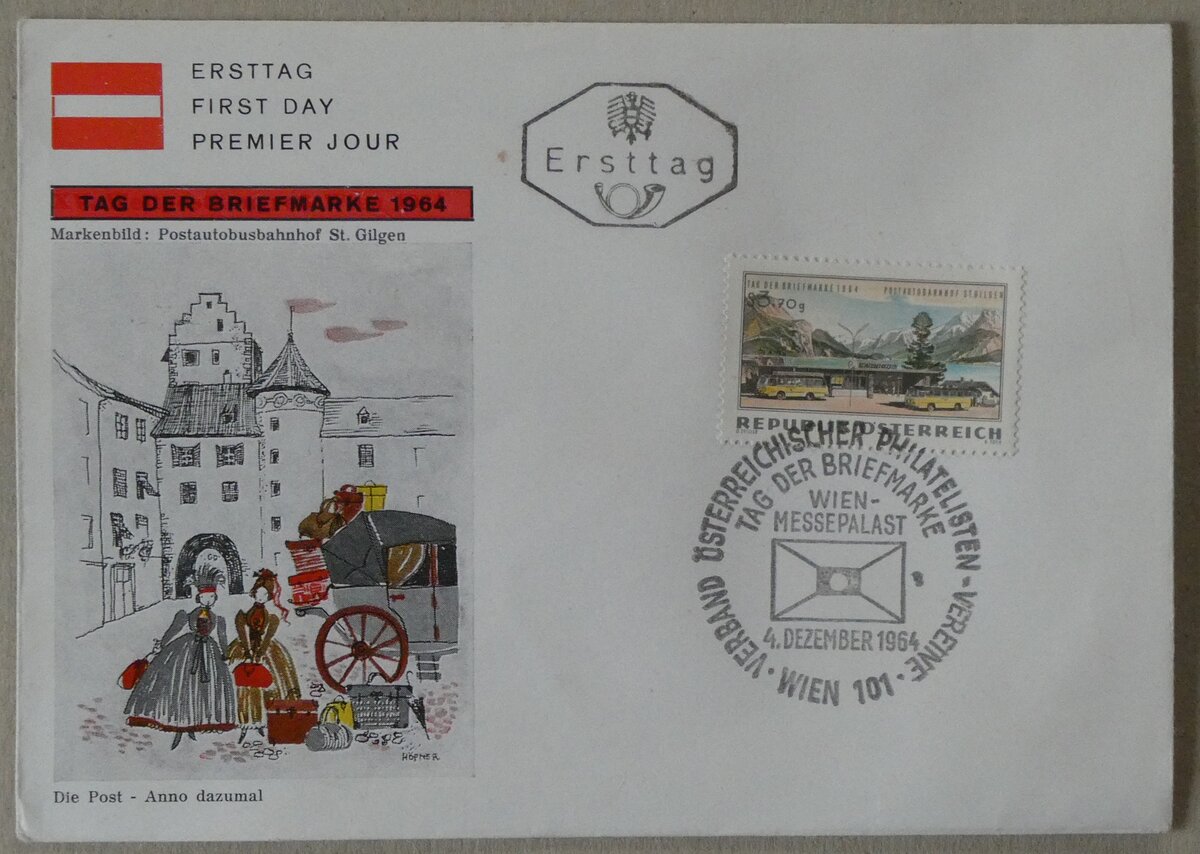 ERSTTAG
FIRST DAY
PREMIER JOUR
TAG DER BRIEFMARKE 1964
Markenbild: Postautobusbahnhof St. Gilgen
HÖFNER
Die Post - Anno dazumal
Ersttag
TAG DER BRIEFMARKE 1964 POSTAUTOBAHNHOF ST.GILGEN
S3.70g
REPUBLIK ÖSTERREICH
VERBAND ÖSTERREICHISCHER PHILATELISTEN-VEREINE
TAG DER BRIEFMARKE
WIEN-
MESSEPALAST
4. DEZEMBER 1964
· WIEN 101 ·